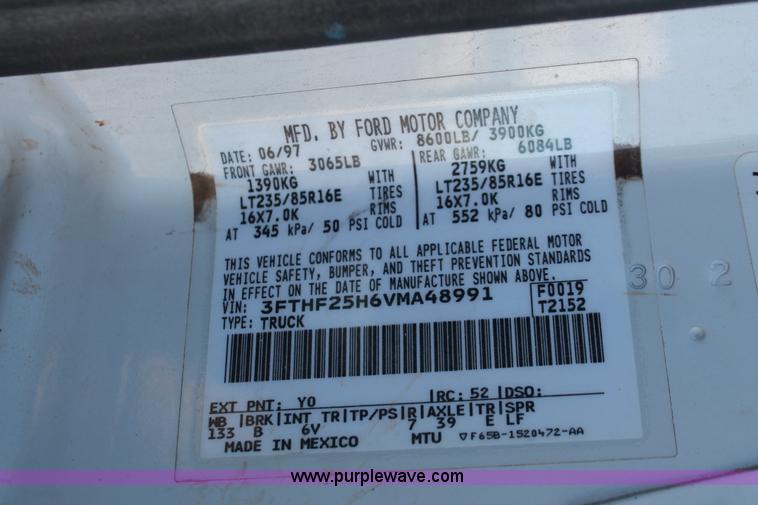 MFD. BY FORD MOTOR COMPANY
DATE: 06/97 GVWR: 8600LB/ 3900KG
FRONT GAWR: 3065LB REAR GAWR: 6084LB
1390KG WITH 2759KG WITH
LT235/85R16E TIRES LT235/85R16E TIRES
16X7.0K RIMS 16X7.0K RIMS
AT 345 kPa/ 50 PSI COLD AT 552 kPa/ 80 PSI COLD
THIS VEHICLE CONFORMS TO ALL APPLICABLE FEDERAL MOTOR
VEHICLE SAFETY, BUMPER, AND THEFT PREVENTION STANDARDS
IN EFFECT ON THE DATE OF MANUFACTURE SHOWN ABOVE.
VIN: 3FTHF25H6VMA48991 F0019
TYPE: TRUCK T2152
30 2
EXT PNT: YO RC: 52 DSO:
WB BRK INT TR TP/PS R AXLE TR SPR
133 B 6V 7 39 E LF
MADE IN MEXICO MTU F65B-1520472-AA
www.purplewave.com